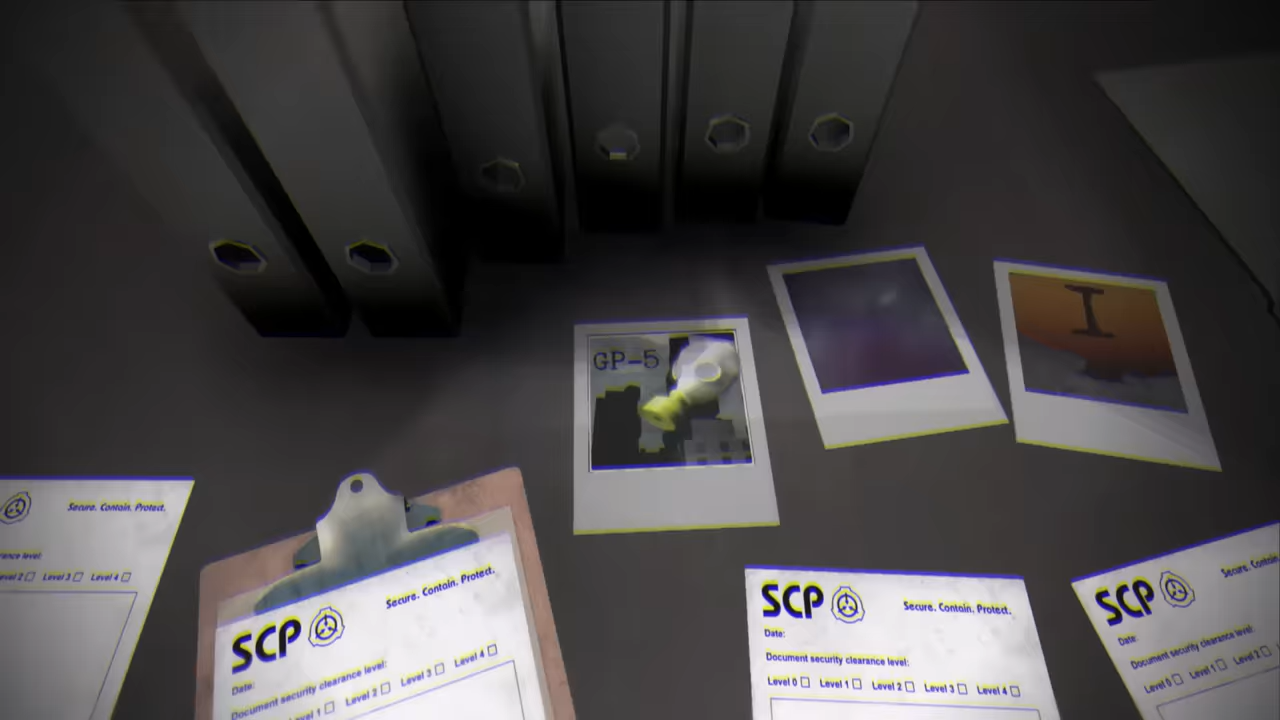 GP-5
I
Secure. Contain. Protect.
Level 3 Level 4
SCP
Secure. Contain. Protect.
Date:
Document security clearance level:
Level 1 Level 2 Level 3 Level 4
SCP
Secure. Contain. Protect.
Date:
Document security clearance level:
Level 0 Level 1 Level 2 Level 3 Level 4
SCP
Secure. Contain.
Date:
Document security clearance level:
Level 0 Level 1 Level 2